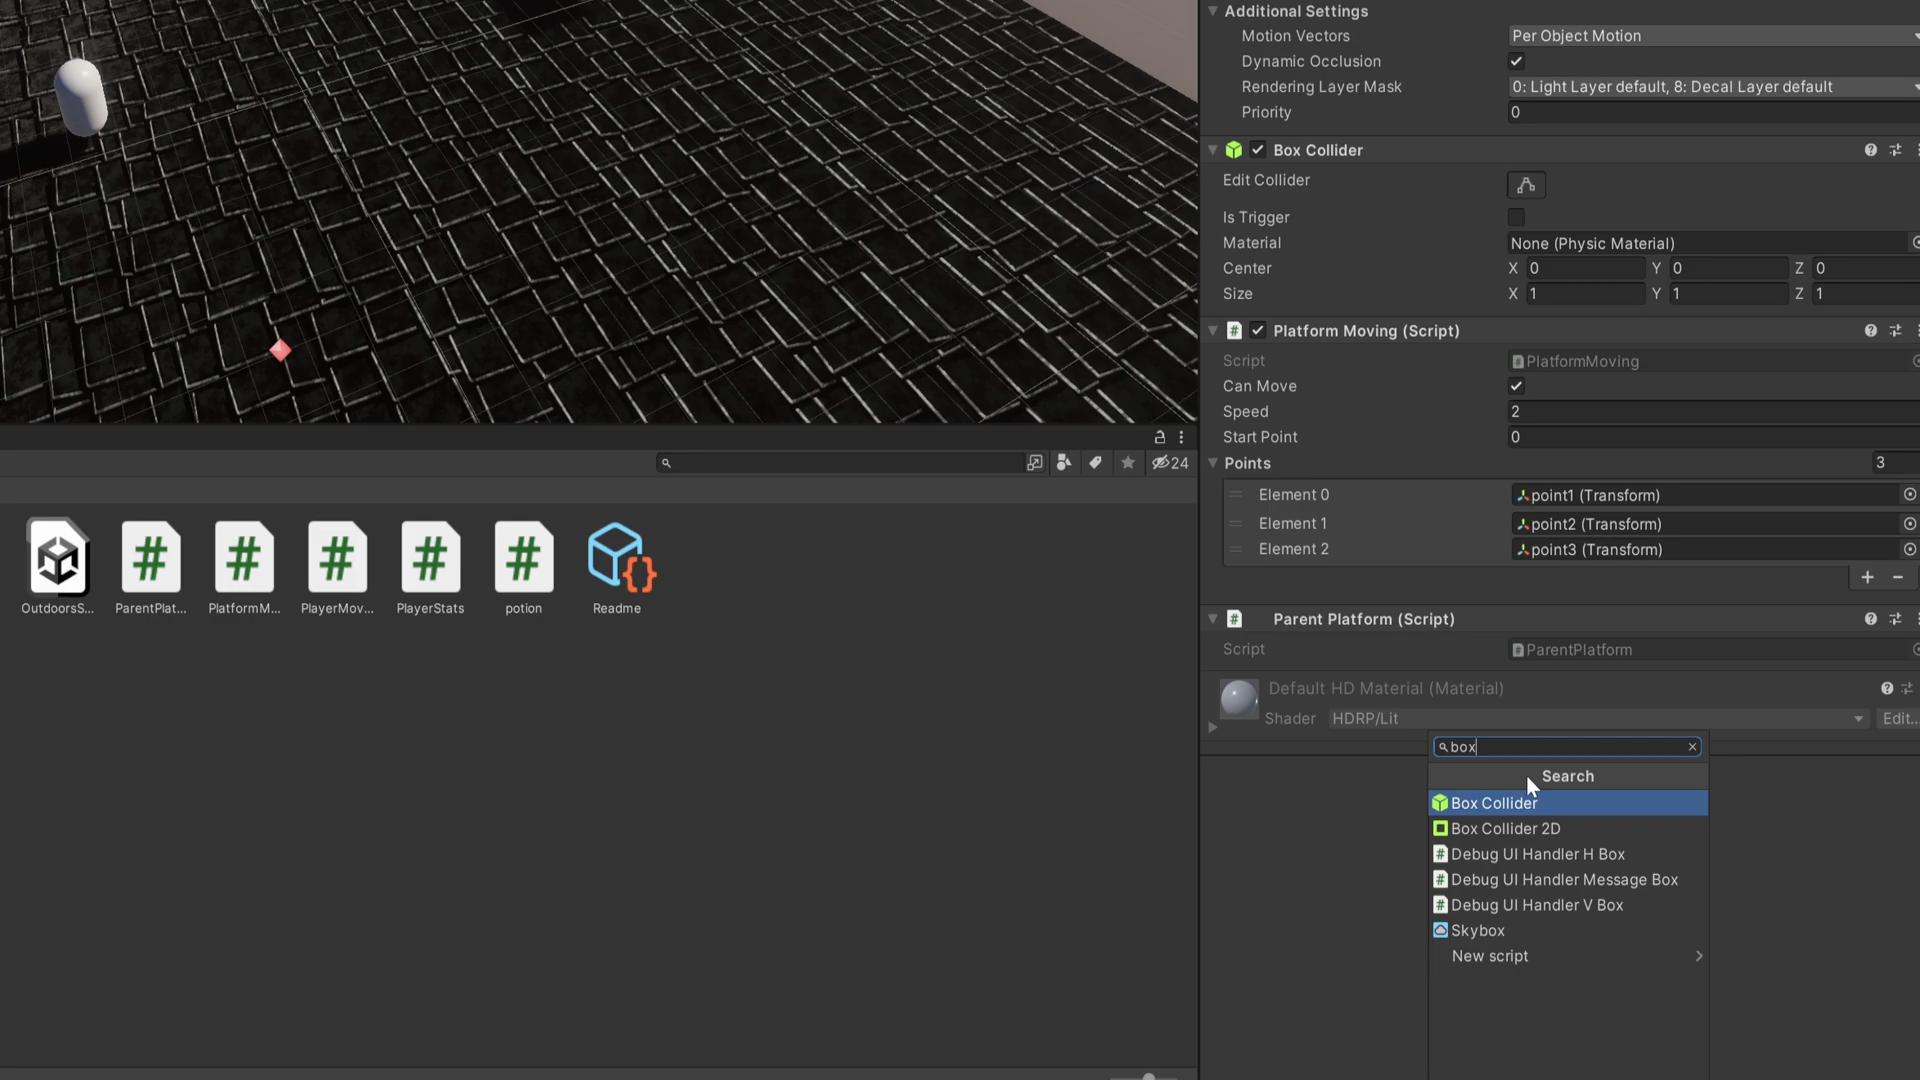 Additional Settings
Motion Vectors Per Object Motion
Dynamic Occlusion
Rendering Layer Mask 0: Light Layer default, 8: Decal Layer default
Priority 0
Box Collider
Edit Collider
Is Trigger
Material None (Physic Material)
Center X 0 Y 0 Z 0
Size X 1 Y 1 Z 1
# Platform Moving (Script)
Script PlatformMoving
Can Move
Speed 2
Start Point 0
Points 3
Element 0 point1 (Transform)
Element 1 point2 (Transform)
Element 2 point3 (Transform)
+ -
# Parent Platform (Script)
Script ParentPlatform
Default HD Material (Material)
Shader HDRP/Lit Edit...
box
Search
Box Collider
Box Collider 2D
# Debug UI Handler H Box
# Debug UI Handler Message Box
# Debug UI Handler V Box
Skybox
New script
24
# # # # # {}
OutdoorsS... ParentPlat... PlatformM... PlayerMov... PlayerStats potion Readme